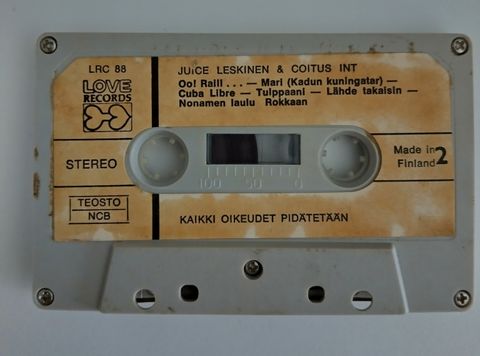 LRC 88
LOVE
RECORDS
STEREO
TEOSTO
NCB
JUICE LESKINEN & COITUS INT
Oo! Raili . . . — Mari (Kadun kuningatar) —
Cuba Libre — Tulppaani — Lähde takaisin —
Nonamen laulu Rokkaan
100 50 0
Made in
Finland 2
KAIKKI OIKEUDET PIDÄTETÄÄN